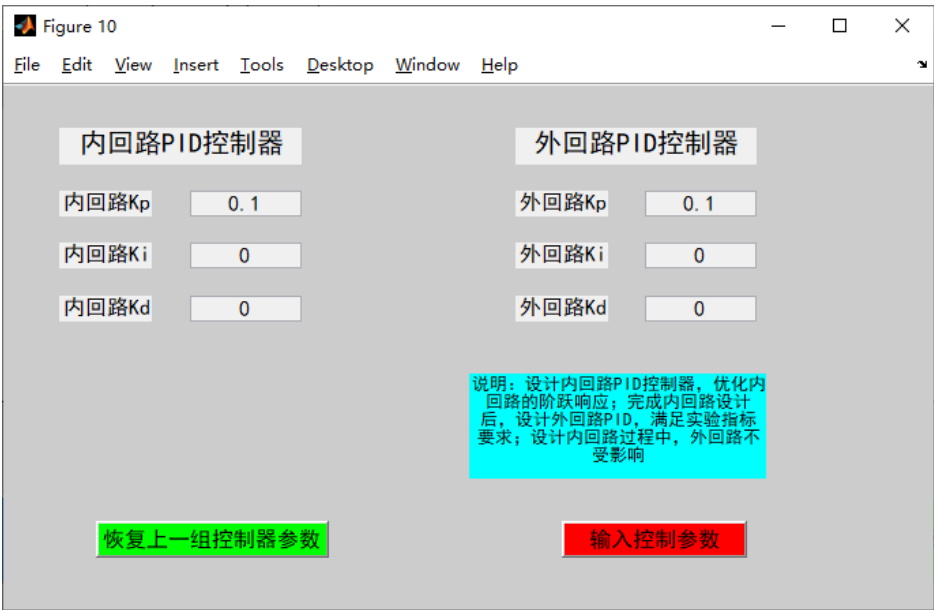 Figure 10
File Edit View Insert Tools Desktop Window Help
内回路PID控制器
外回路PID控制器
内回路Kp 0.1
外回路Kp 0.1
内回路Ki 0
外回路Ki 0
内回路Kd 0
外回路Kd 0
说明：设计内回路PID控制器，优化内
回路的阶跃响应；完成内回路设计
后，设计外回路PID，满足实验指标
要求；设计内回路过程中，外回路不
受影响
恢复上一组控制器参数
输入控制参数